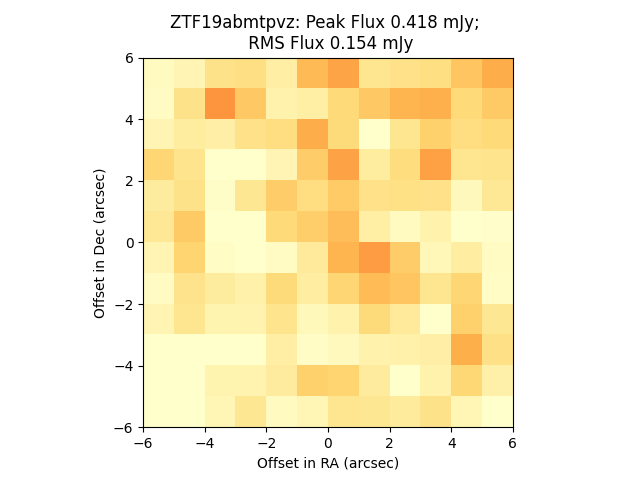 ZTF19abmtpvz: Peak Flux 0.418 mJy;
RMS Flux 0.154 mJy
6
4
2
0
−2
−4
−6
Offset in Dec (arcsec)
−6 −4 −2 0 2 4 6
Offset in RA (arcsec)